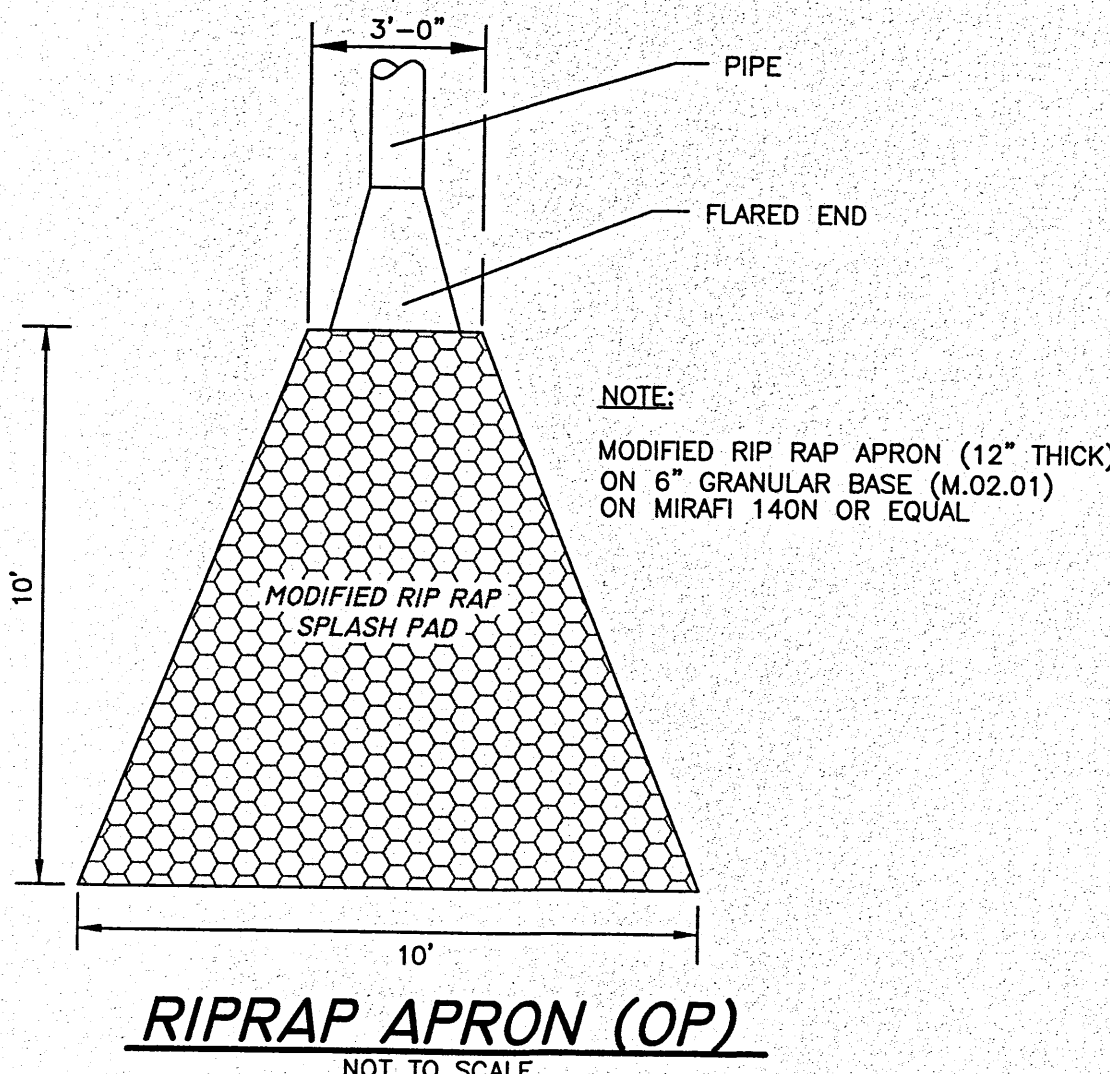 3'-0"
PIPE
FLARED END
NOTE:
MODIFIED RIP RAP APRON (12" THICK)
ON 6" GRANULAR BASE (M.02.01)
ON MIRAFI 140N OR EQUAL
10'
MODIFIED RIP RAP
SPLASH PAD
10'
RIPRAP APRON (OP)
NOT TO SCALE